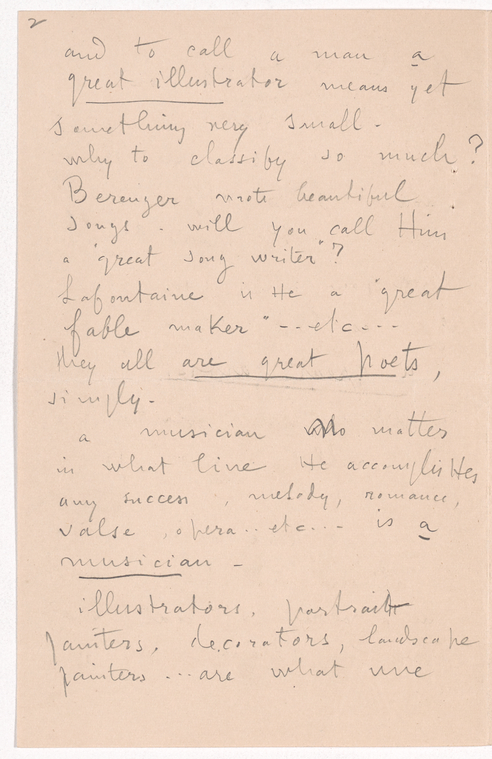 2
and to call a man a
great illustrator means yet
something very small -
why to classify so much?
Berenger wrote beautiful
songs. will you call Him
a "great song writer"?
Lafontaine is He a "great
fable maker" --- etc ---
They all are great poets,
simply -
a musician no matter
in what line He accomplisHes
any success, melody, romance,
valse, opera .. etc... - is a
musician -
illustrators, portrait
painters, decorators, landscape
painters ... are what